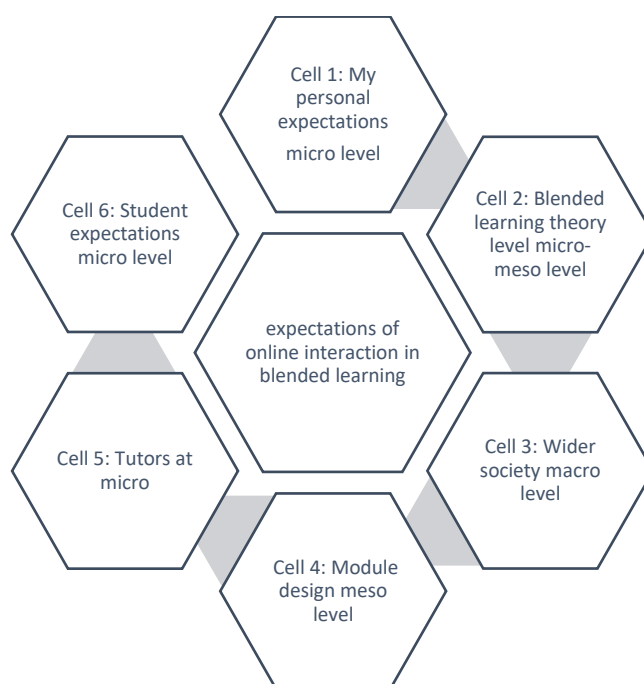 Cell 1: My
personal
expectations
micro level
Cell 2: Blended
learning theory
level micro-
meso level
Cell 3: Wider
society macro
level
Cell 4: Module
design meso
level
Cell 5: Tutors at
micro
Cell 6: Student
expectations
micro level
expectations of
online interaction in
blended learning